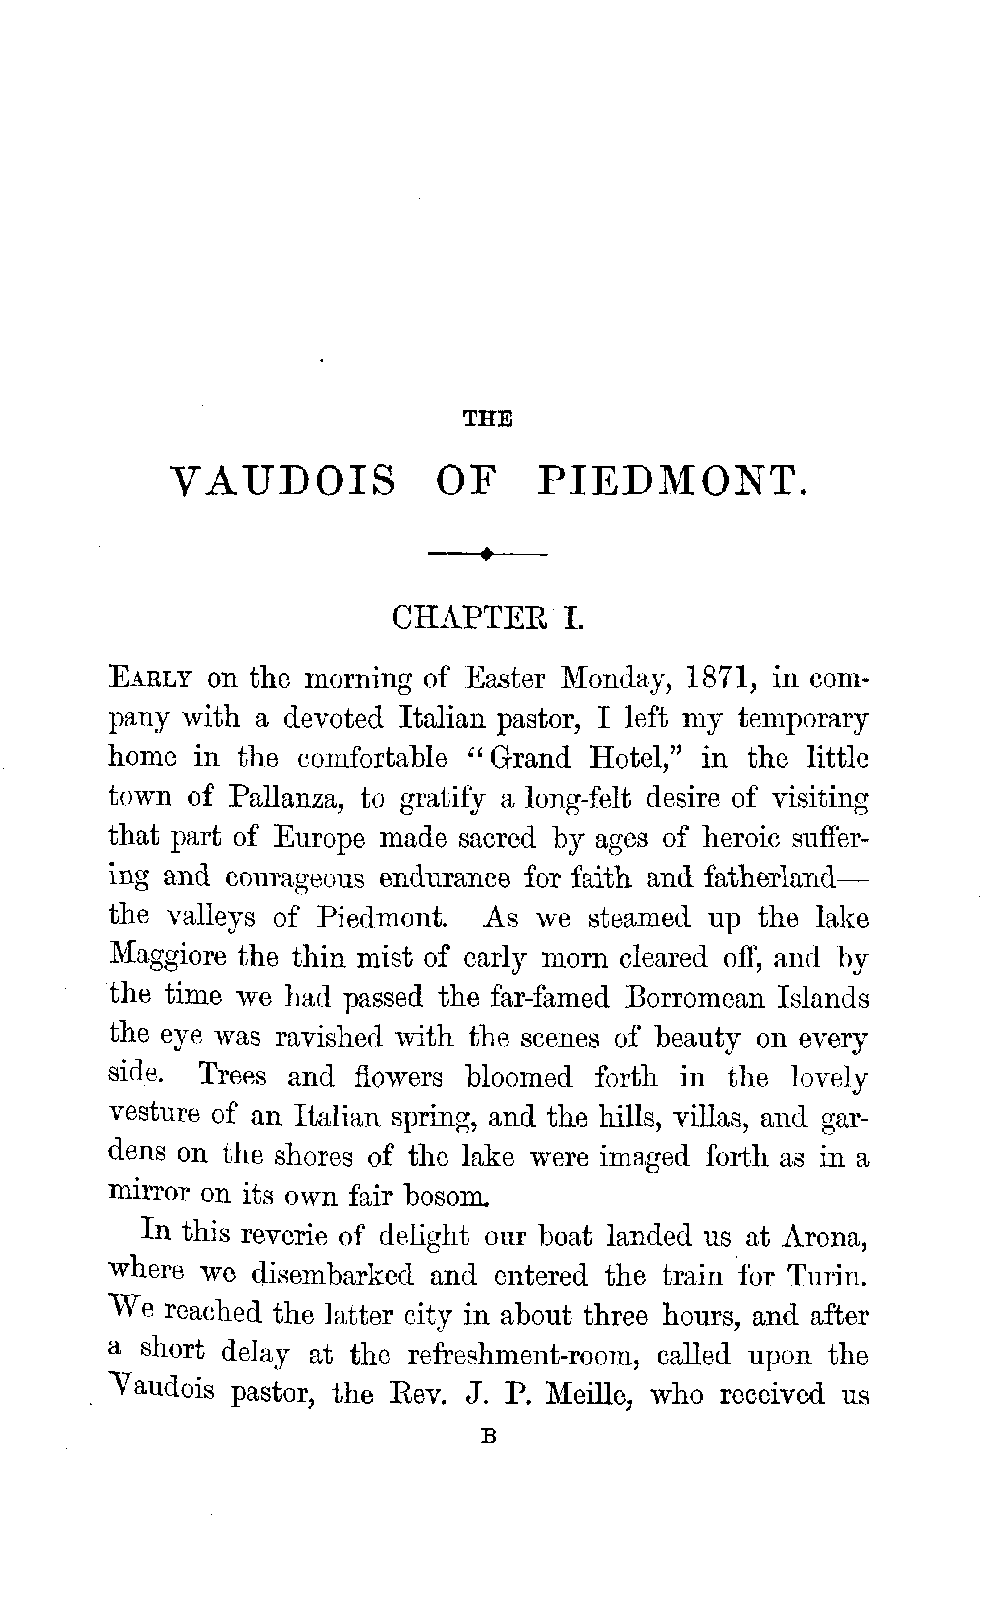 THE
VAUDOIS OF PIEDMONT.
CHAPTER I.
EARLY on the morning of Easter Monday, 1871, in com-
pany with a devoted Italian pastor, I left my temporary
home in the comfortable “Grand Hotel,” in the little
town of Pallanza, to gratify a long-felt desire of visiting
that part of Europe made sacred by ages of heroic suffer-
ing and courageous endurance for faith and fatherland—
the valleys of Piedmont. As we steamed up the lake
Maggiore the thin mist of early morn cleared off, and by
the time we had passed the far-famed Borromean Islands
the eye was ravished with the scenes of beauty on every
side. Trees and flowers bloomed forth in the lovely
vesture of an Italian spring, and the hills, villas, and gar-
dens on the shores of the lake were imaged forth as in a
mirror on its own fair bosom.
In this reverie of delight our boat landed us at Arona,
where we disembarked and entered the train for Turin.
We reached the latter city in about three hours, and after
a short delay at the refreshment-room, called upon the
Vaudois pastor, the Rev. J. P. Meille, who received us
B